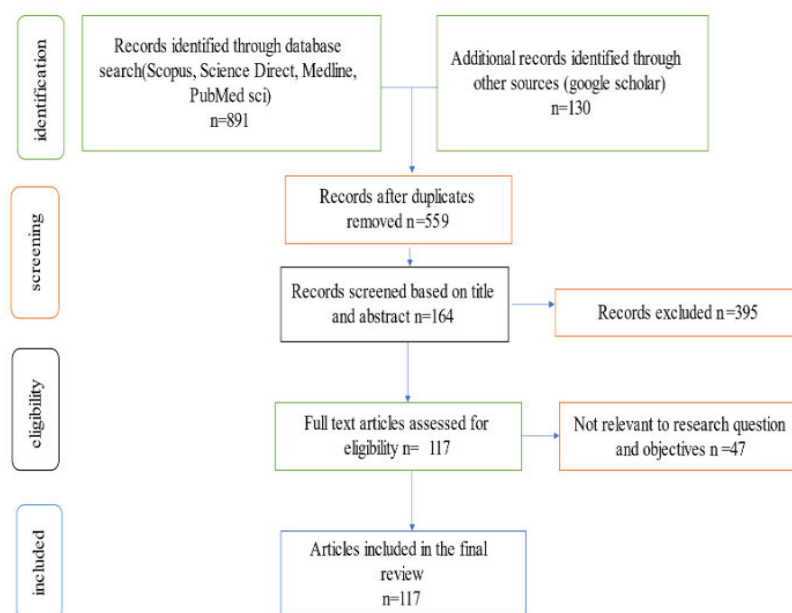 identification
Records identified through database
search(Scopus, Science Direct, Medline,
PubMed sci)
n=891
Additional records identified through
other sources (google scholar)
n=130
screening
Records after duplicates
removed n=559
Records screened based on title
and abstract n=164
Records excluded n=395
eligibility
Full text articles assessed for
eligibility n= 117
Not relevant to research question
and objectives n=47
included
Articles included in the final
review
n=117